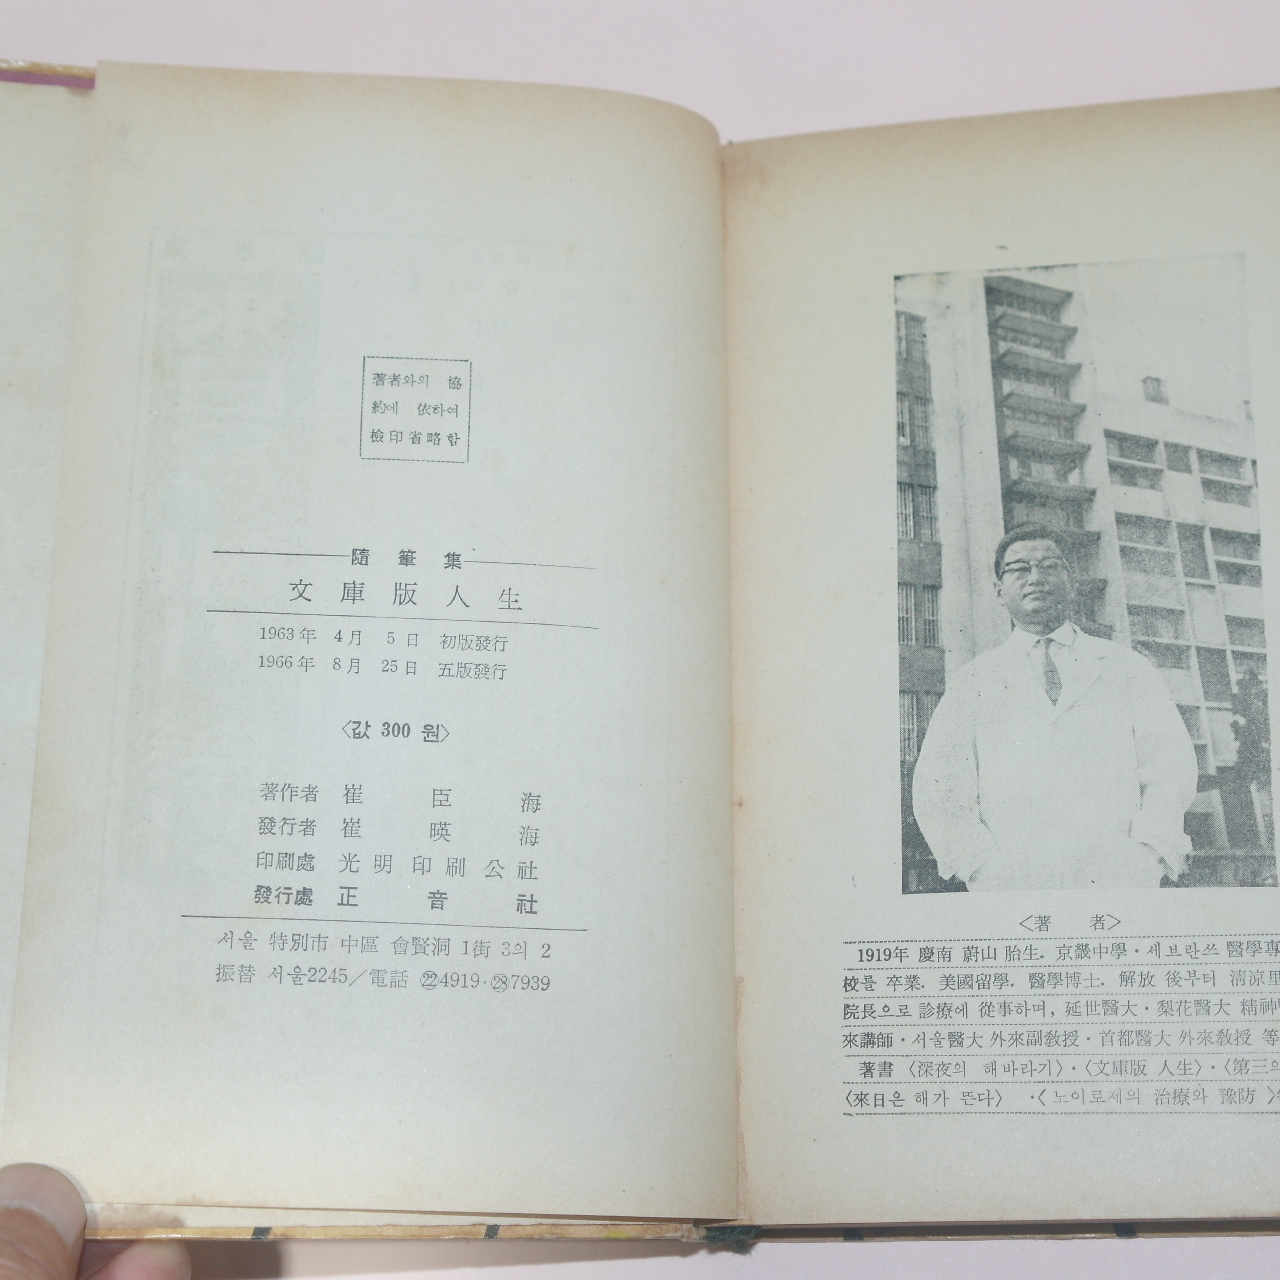 著者와의 協
約에 依하여
檢印省略함
隨筆集
文庫版人生
1963年 4月 5日 初版發行
1966年 8月 25日 五版發行
〈값 300 원〉
著作者 崔臣海
發行者 崔暎海
印刷處 光明印刷公社
發行處 正音社
서울 特別市 中區 會賢洞 1街 3의 2
振替 서울2245/電話 ㉒4919·㉘7939
〈著者〉
1919年 慶南 蔚山 胎生. 京畿中學·세브란쓰 醫學專
校를 卒業. 美國留學. 醫學博士. 解放 後부터 淸凉里
院長으로 診療에 從事하며, 延世醫大·梨花醫大 精神
來講師·서울醫大 外來副敎授·首都醫大 外來敎授 等
著書 〈深夜의 해바라기〉·〈文庫版 人生〉·〈第三의
〈來日은 해가 뜬다〉 ·〈노이로제의 治療와 豫防〉